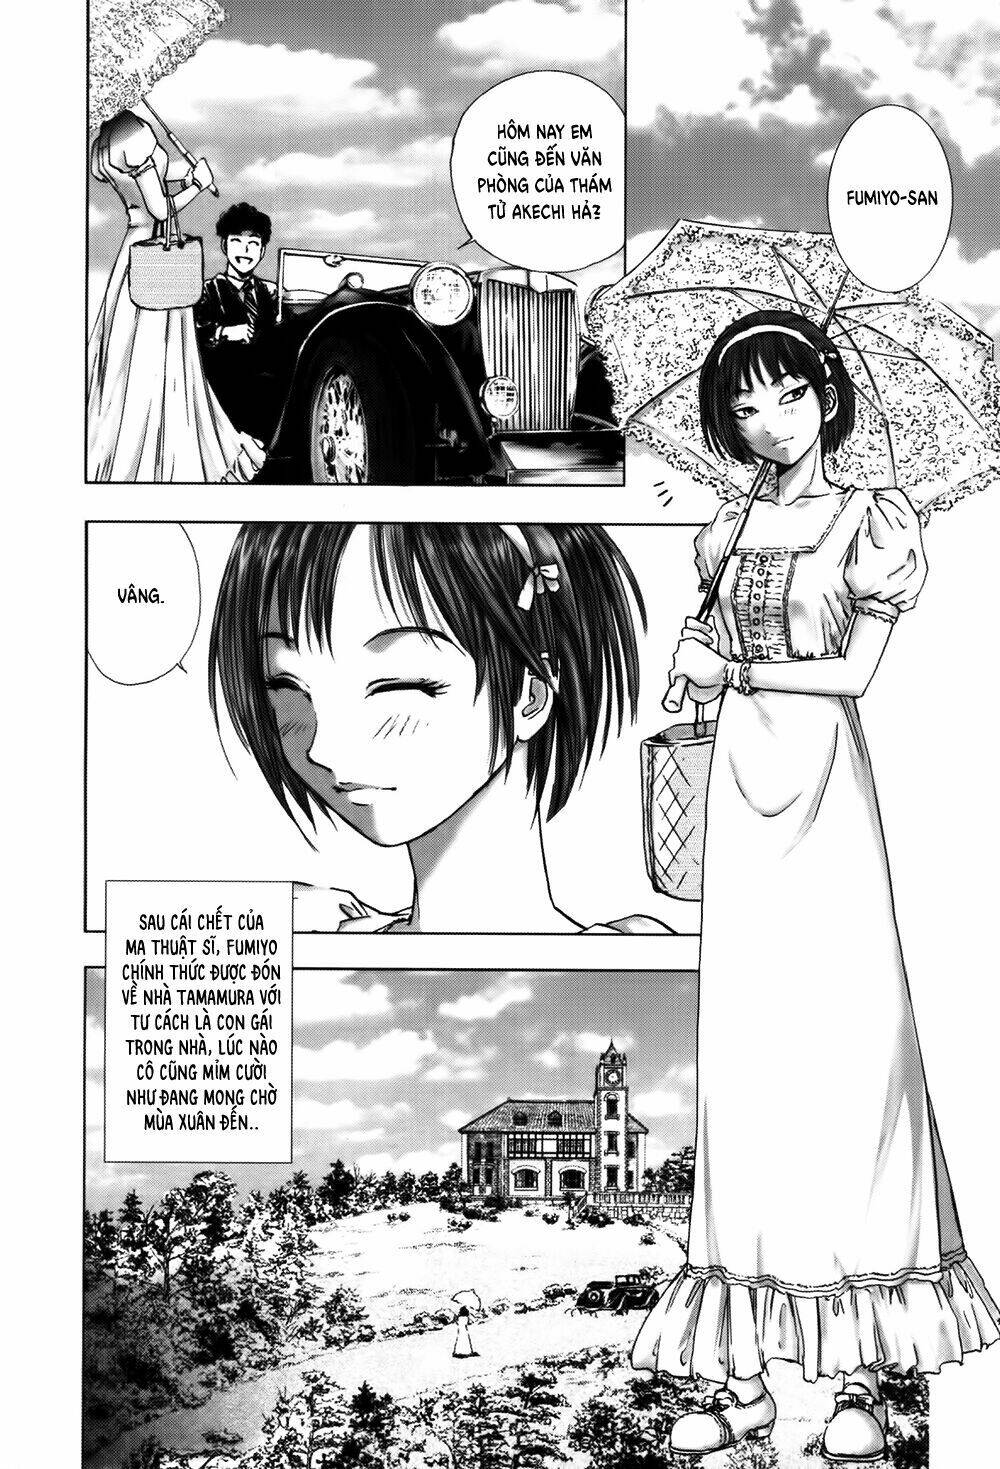 FUMIYO-SAN
HÔM NAY EM
CŨNG ĐẾN VĂN
PHÒNG CỦA THÁM
TỬ AKECHI HẢ?
VÂNG.
SAU CÁI CHẾT CỦA
MA THUẬT SĨ, FUMIYO
CHÍNH THỨC ĐƯỢC ĐÓN
VỀ NHÀ TAMAMURA VỚI
TƯ CÁCH LÀ CON GÁI
TRONG NHÀ, LÚC NÀO
CÔ CŨNG MỈM CƯỜI
NHƯ ĐANG MONG CHỜ
MÙA XUÂN ĐẾN..